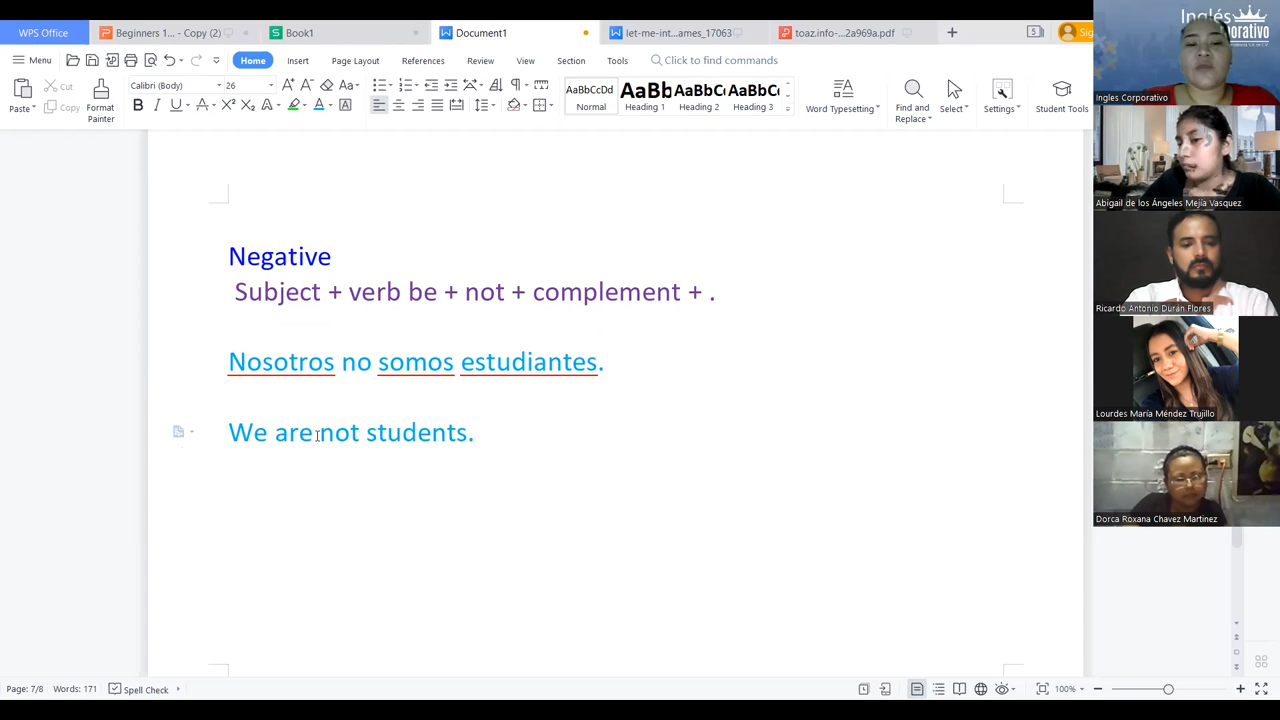 WPS Office
Beginners 1... - Copy (2)
Book1
Document1
let-me-int...ames_17063
toaz.info-...2a969a.pdf
Menu
Home
Insert
Page Layout
References
Review
View
Section
Tools
Click to find commands
Paste
Cut
Copy
Format Painter
Calibri (Body)
26
AaBbCcDd
Normal
AaBb
Heading 1
AaBbCc
Heading 2
AaBbCc
Heading 3
Word Typesetting
Find and Replace
Select
Settings
Student Tools
Negative
Subject + verb be + not + complement + .
Nosotros no somos estudiantes.
We are not students.
Inglés
Ingles Corporativo
Abigail de los Ángeles Mejía Vasquez
Ricardo Antonio Durán Flores
Lourdes María Méndez Trujillo
Dorca Roxana Chavez Martinez
Page: 7/8
Words: 171
Spell Check
100%